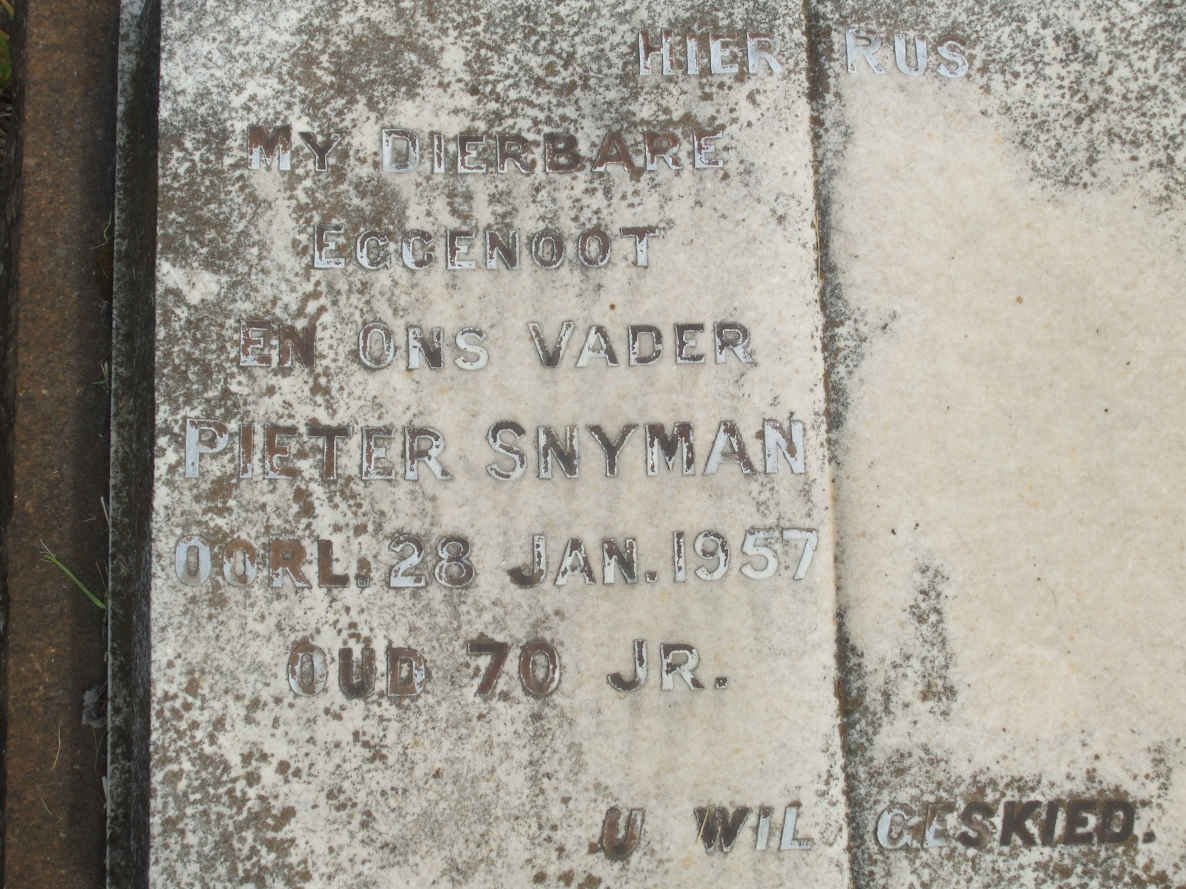 HIER RUS
MY DIERBARE
EGGENOOT
EN ONS VADER
PIETER SNYMAN
OORL. 28 JAN. 1957
OUD 70 JR.
U WIL GESKIED.